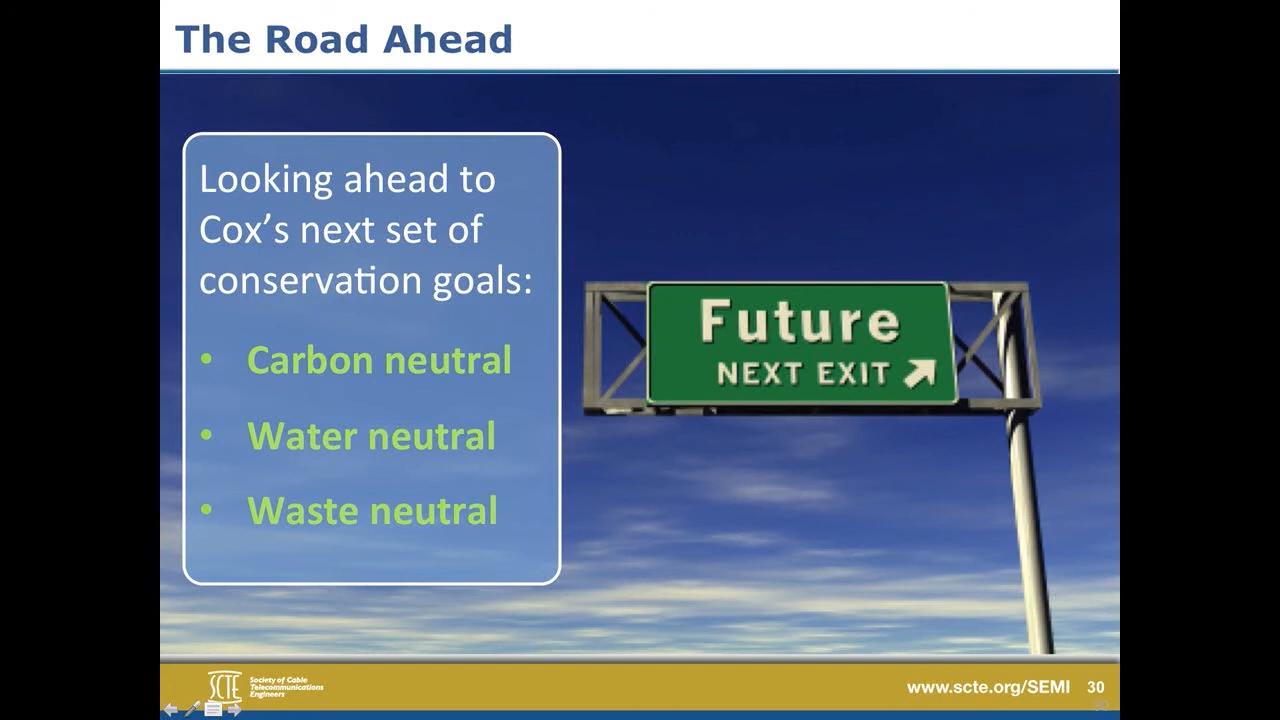 The Road Ahead
Looking ahead to
Cox's next set of
conservation goals:
• Carbon neutral
• Water neutral
• Waste neutral
Future
NEXT EXIT
SCTE
Society of Cable
Telecommunications
Engineers
www.scte.org/SEMI 30